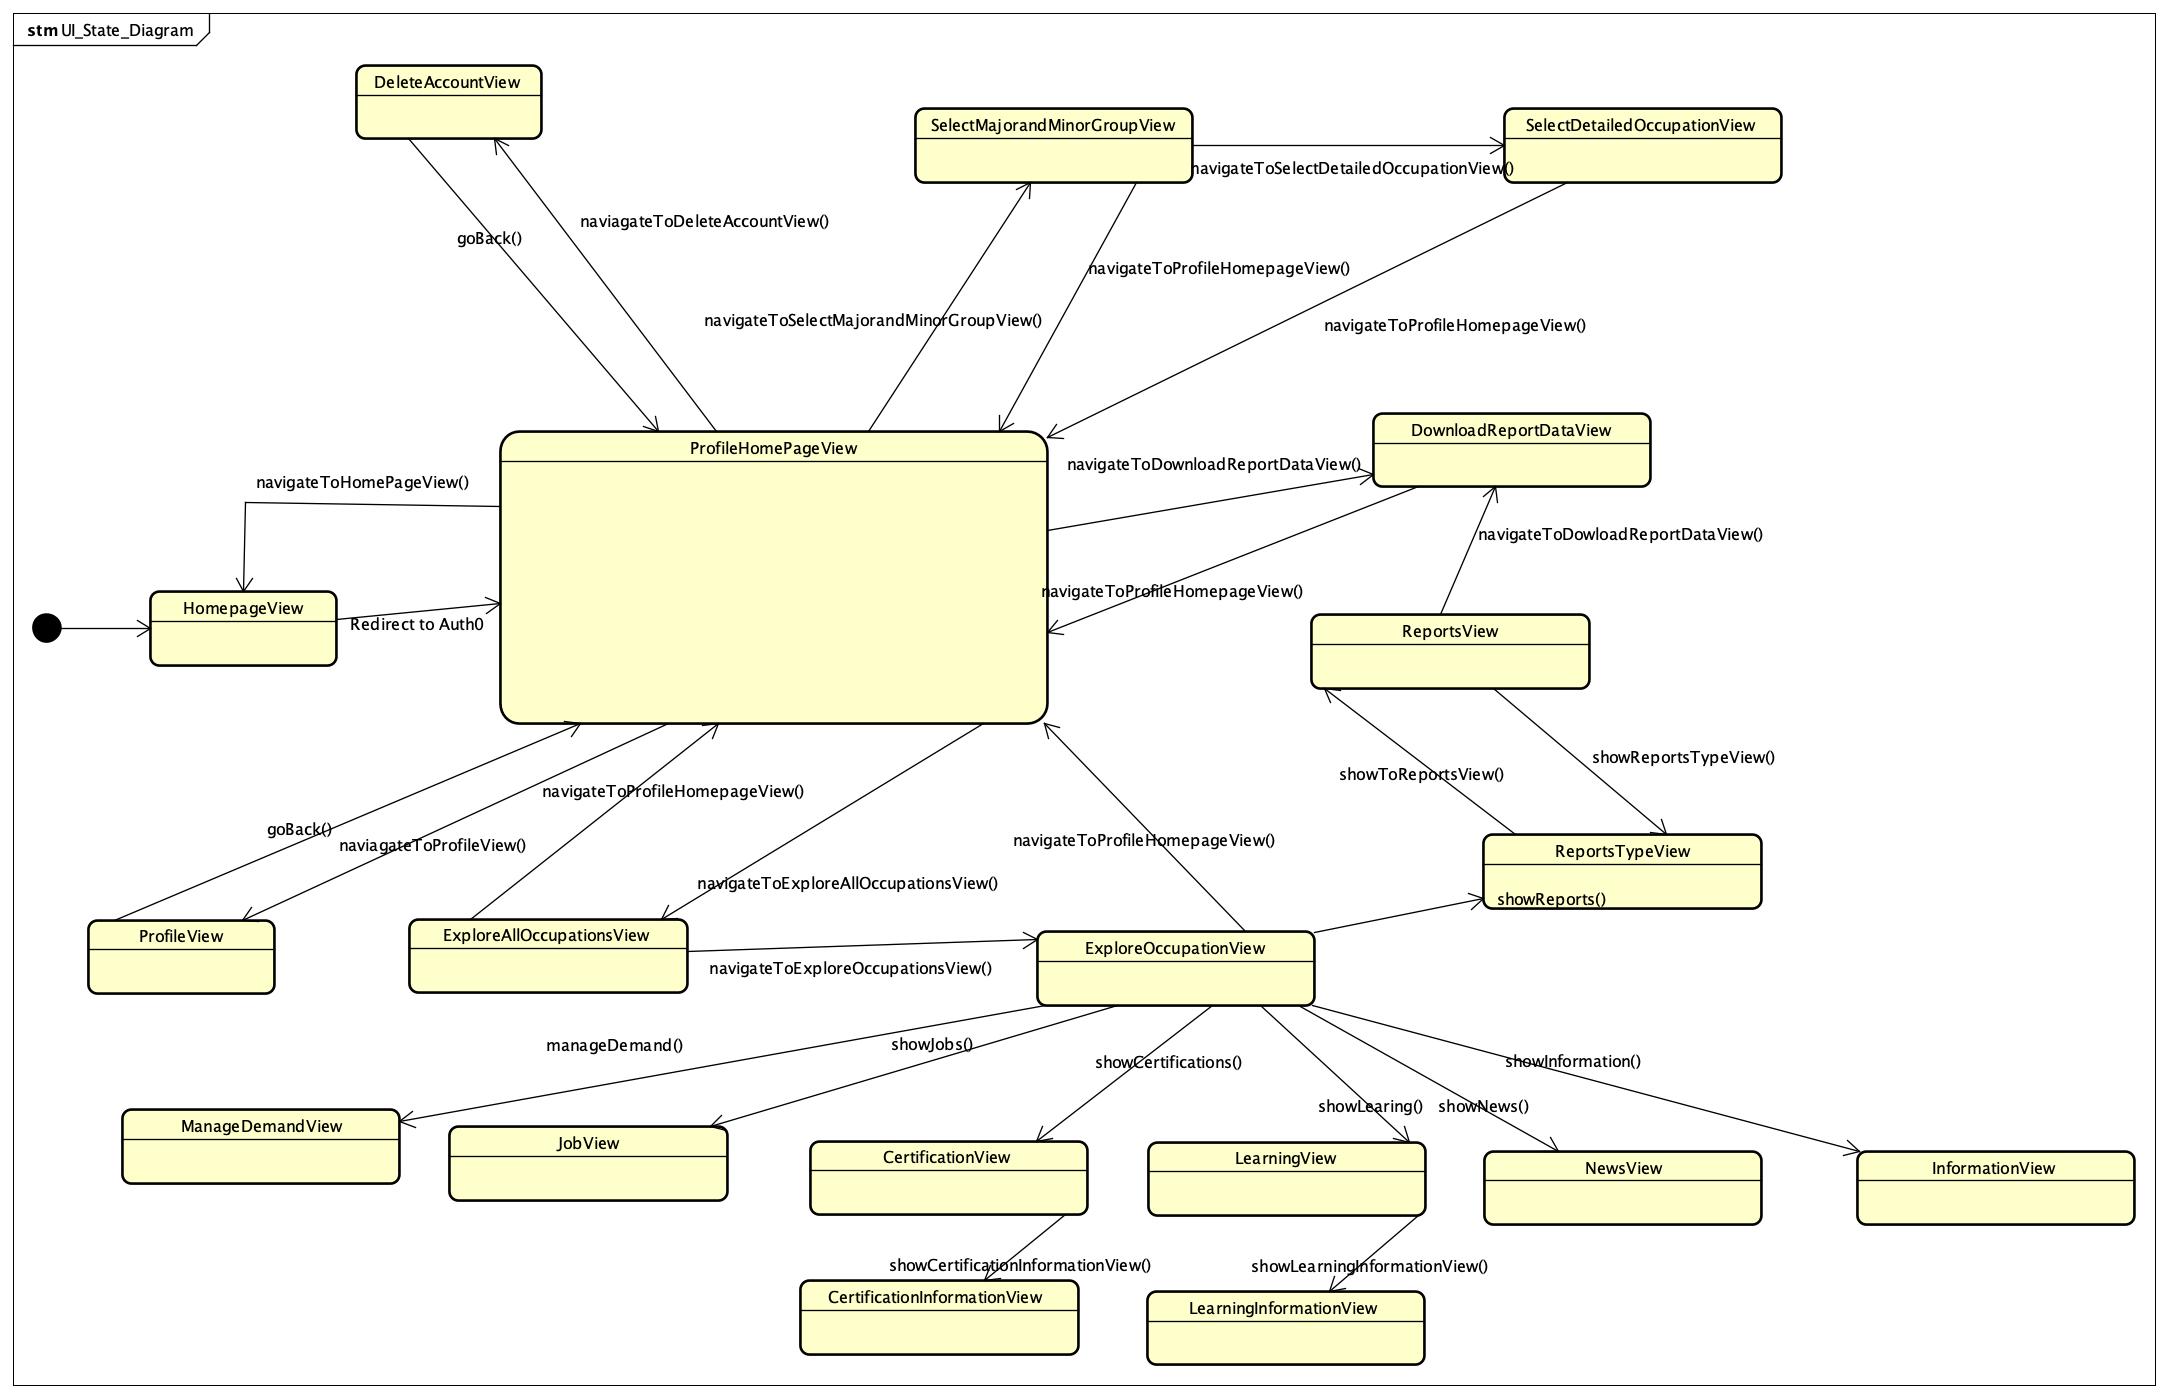 stm UI_State_Diagram
DeleteAccountView
SelectMajorandMinorGroupView
SelectDetailedOccupationView
navigateToSelectDetailedOccupationView()
naviagateToDeleteAccountView()
goBack()
navigateToProfileHomepageView()
navigateToSelectMajorandMinorGroupView()
navigateToProfileHomepageView()
DownloadReportDataView
ProfileHomePageView
navigateToDownloadReportDataView()
navigateToHomePageView()
navigateToDowloadReportDataView()
navigateToProfileHomepageView()
HomepageView
Redirect to Auth0
ReportsView
showReportsTypeView()
showToReportsView()
navigateToProfileHomepageView()
goBack()
naviagateToProfileView()
navigateToProfileHomepageView()
ReportsTypeView
navigateToExploreAllOccupationsView()
showReports()
ProfileView
ExploreAllOccupationsView
ExploreOccupationView
navigateToExploreOccupationsView()
manageDemand()
showJobs()
showCertifications()
showInformation()
showLearing()
showNews()
ManageDemandView
JobView
CertificationView
LearningView
NewsView
InformationView
showCertificationInformationView()
showLearningInformationView()
CertificationInformationView
LearningInformationView